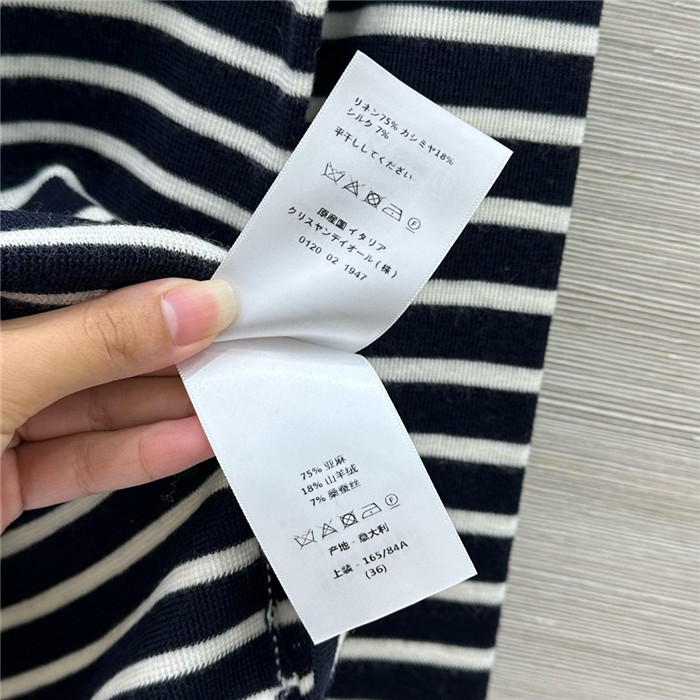 リネン75% カシミヤ18%
シルク 7%
平干ししてください
F
原産国 イタリア
クリスヤンデイオール(株)
0120 02 1947
75% 亚麻
18% 山羊绒
7% 桑蚕丝
F
产地 - 意大利
上装 - 165/84A
(36)